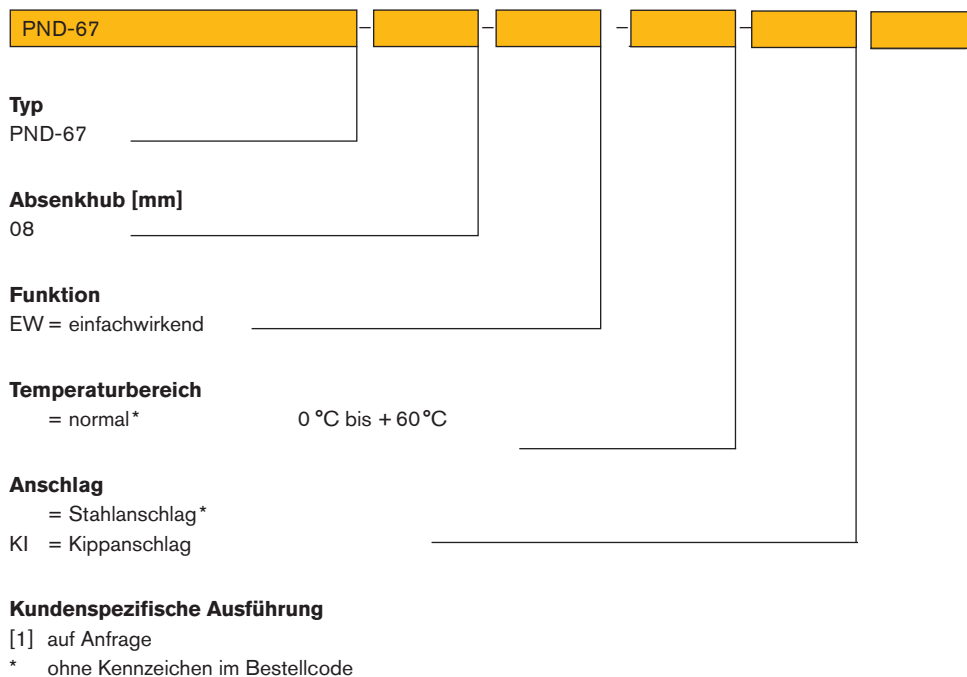 PND-67 - - - -
Typ
PND-67
Absenkhub [mm]
08
Funktion
EW = einfachwirkend
Temperaturbereich
= normal* 0 °C bis + 60 °C
Anschlag
= Stahlanschlag*
KI = Kippanschlag
Kundenspezifische Ausführung
[1] auf Anfrage
* ohne Kennzeichen im Bestellcode